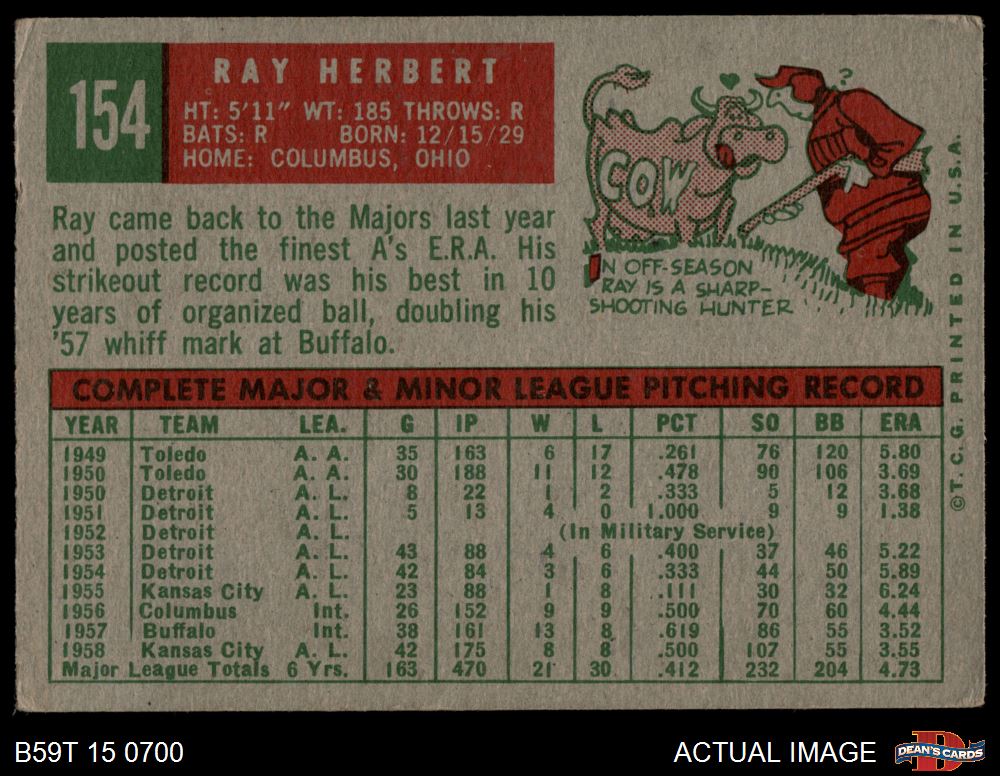 154
RAY HERBERT
HT: 5'11" WT: 185 THROWS: R
BATS: R BORN: 12/15/29
HOME: COLUMBUS, OHIO
Ray came back to the Majors last year
and posted the finest A's E.R.A. His
strikeout record was his best in 10
years of organized ball, doubling his
'57 whiff mark at Buffalo.
?
COW
IN OFF-SEASON
RAY IS A SHARP-
SHOOTING HUNTER
COMPLETE MAJOR & MINOR LEAGUE PITCHING RECORD
YEAR TEAM LEA. G IP W L PCT SO BB ERA
1949 Toledo A. A. 35 163 6 17 .261 76 120 5.80
1950 Toledo A. A. 30 188 11 12 .478 90 106 3.69
1950 Detroit A. L. 8 22 1 2 .333 5 12 3.68
1951 Detroit A. L. 5 13 4 0 1.000 9 9 1.38
1952 Detroit A. L. (In Military Service)
1953 Detroit A. L. 43 88 4 6 .400 37 46 5.22
1954 Detroit A. L. 42 84 3 6 .333 44 50 5.89
1955 Kansas City A. L. 23 88 1 8 .111 30 32 6.24
1956 Columbus Int. 26 152 9 9 .500 70 60 4.44
1957 Buffalo Int. 38 161 13 8 .619 86 55 3.52
1958 Kansas City A. L. 42 175 8 8 .500 107 55 3.55
Major League Totals 6 Yrs. 163 470 21 30 .412 232 204 4.73
©T. C. G. PRINTED IN U.S.A.
B59T 15 0700
ACTUAL IMAGE
D
DEAN'S CARDS